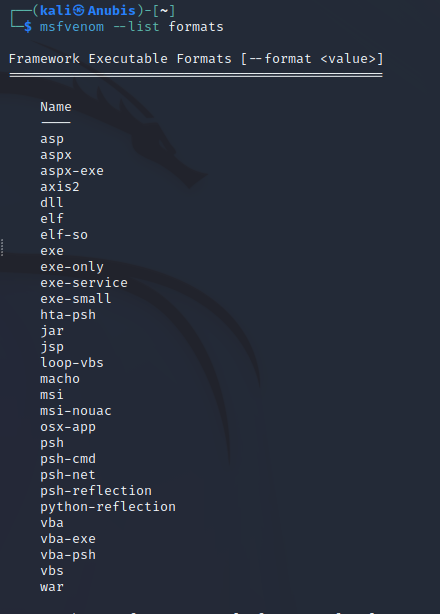 ┌──(kali㉿Anubis)-[~]
└─$ msfvenom --list formats
Framework Executable Formats [--format <value>]
===============================================
Name
----
asp
aspx
aspx-exe
axis2
dll
elf
elf-so
exe
exe-only
exe-service
exe-small
hta-psh
jar
jsp
loop-vbs
macho
msi
msi-nouac
osx-app
psh
psh-cmd
psh-net
psh-reflection
python-reflection
vba
vba-exe
vba-psh
vbs
war